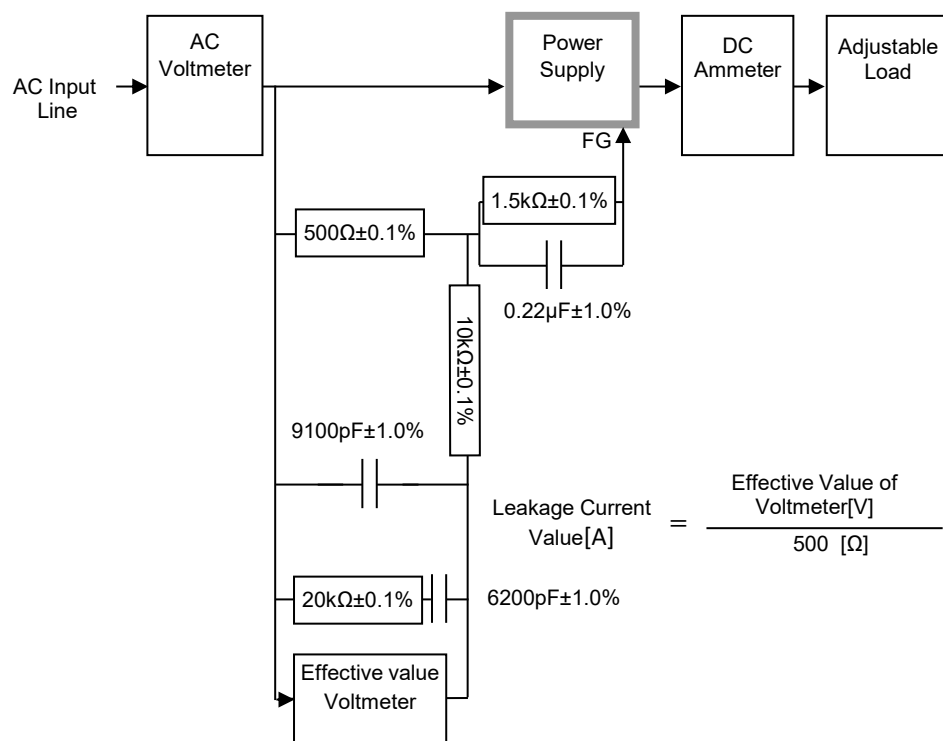 AC
Voltmeter
Power
Supply
DC
Ammeter
Adjustable
Load
AC Input
Line
FG
1.5kΩ±0.1%
500Ω±0.1%
0.22µF±1.0%
10kΩ±0.1%
9100pF±1.0%
Leakage Current
Value[A]
=
Effective Value of
Voltmeter[V]
500 [Ω]
20kΩ±0.1%
6200pF±1.0%
Effective value
Voltmeter